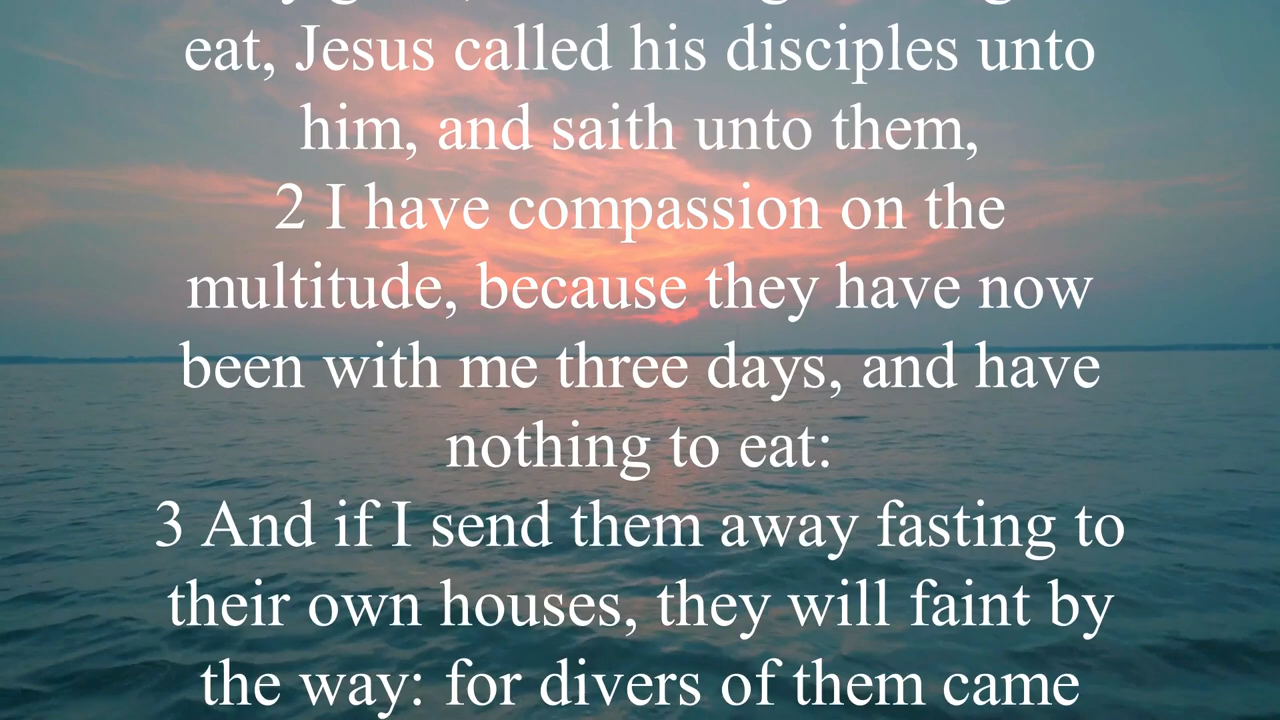 eat, Jesus called his disciples unto
him, and saith unto them,
2 I have compassion on the
multitude, because they have now
been with me three days, and have
nothing to eat:
3 And if I send them away fasting to
their own houses, they will faint by
the way: for divers of them came